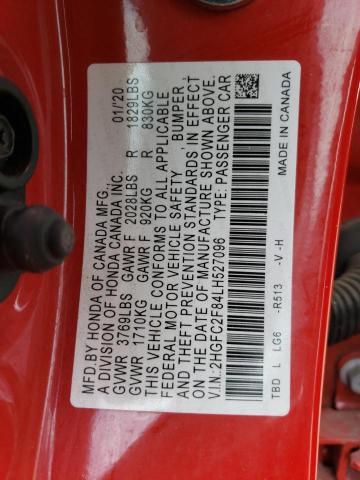 MFD.BY HONDA OF CANADA MFG. 01/'20
A DIVISION OF HONDA CANADA INC.
GVWR 3769LBS GAWR F 2028LBS R 1829LBS
GVWR 1710KG GAWR F 920KG R 830KG
THIS VEHICLE CONFORMS TO ALL APPLICABLE
FEDERAL MOTOR VEHICLE SAFETY, BUMPER,
AND THEFT PREVENTION STANDARDS IN EFFECT
ON THE DATE OF MANUFACTURE SHOWN ABOVE.
V.I.N.:2HGFC2F84LH527096 TYPE: PASSENGER CAR
TBD L LG6 -R513 -V -H MADE IN CANADA